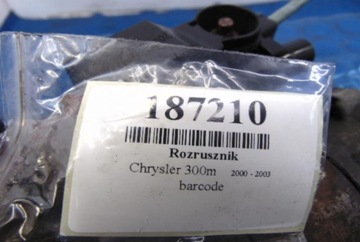 187210
Rozrusznik
Chrysler 300m 2000 - 2003
barcode